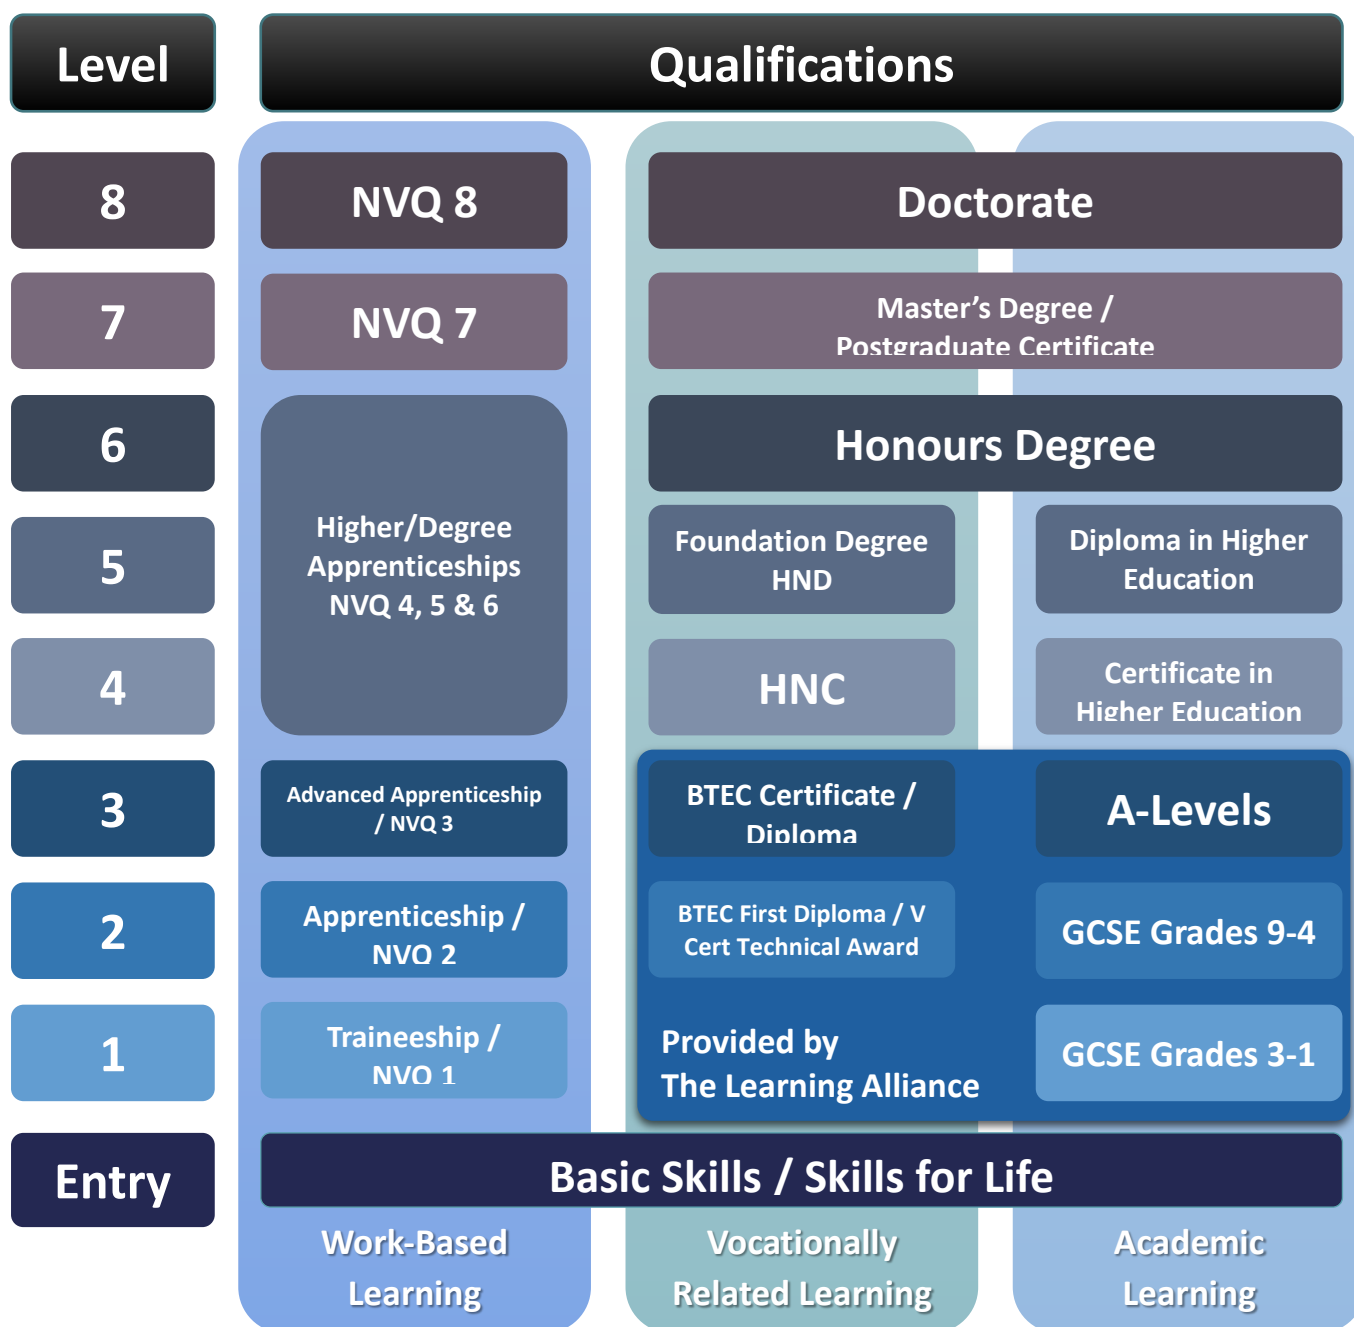 Level
Qualifications
8
NVQ 8
Doctorate
7
NVQ 7
Master's Degree /
Postgraduate Certificate
6
Honours Degree
Higher/Degree
Apprenticeships
NVQ 4, 5 & 6
5
Foundation Degree
HND
Diploma in Higher
Education
4
HNC
Certificate in
Higher Education
3
Advanced Apprenticeship
/ NVQ 3
BTEC Certificate /
Diploma
A-Levels
2
Apprenticeship /
NVQ 2
BTEC First Diploma / V
Cert Technical Award
GCSE Grades 9-4
1
Traineeship /
NVQ 1
Provided by
The Learning Alliance
GCSE Grades 3-1
Entry
Basic Skills / Skills for Life
Work-Based
Learning
Vocationally
Related Learning
Academic
Learning